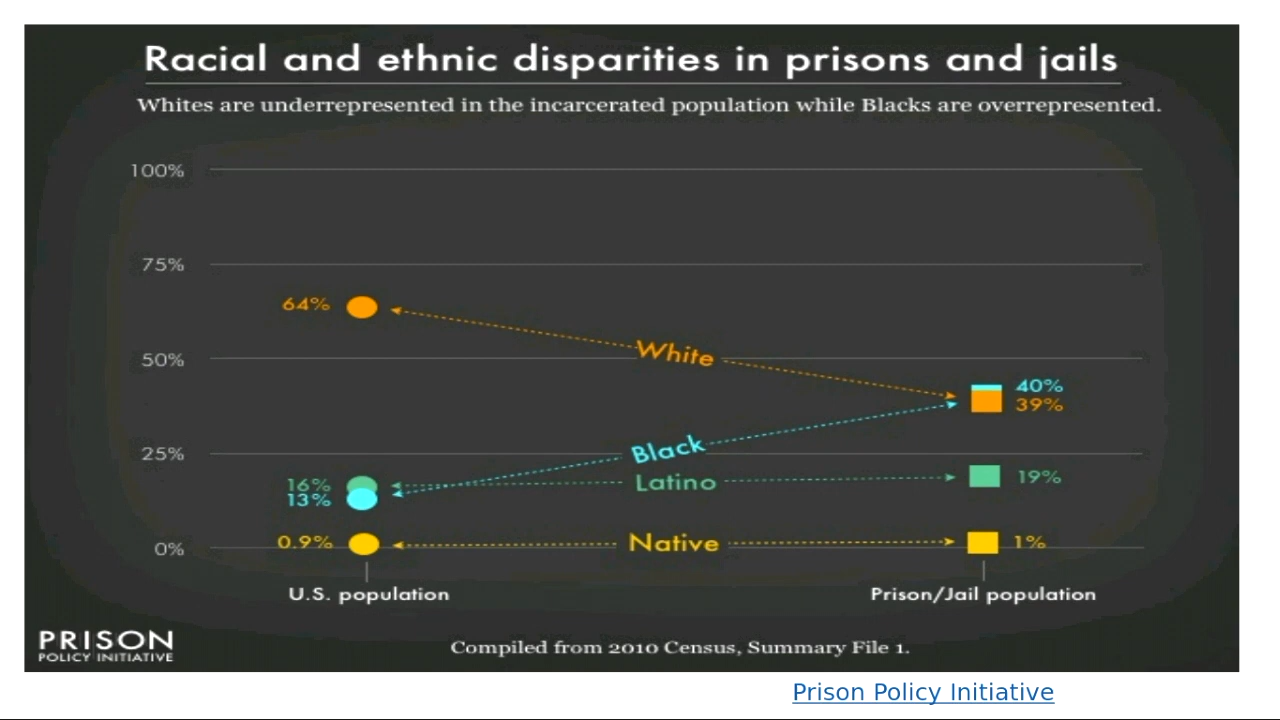 Racial and ethnic disparities in prisons and jails
Whites are underrepresented in the incarcerated population while Blacks are overrepresented.
100%
75%
64%
50%
White
40%
39%
25%
Black
16%
13%
Latino
19%
0.9%
Native
1%
0%
U.S. population
Prison/Jail population
PRISON
POLICY INITIATIVE
Compiled from 2010 Census, Summary File 1.
Prison Policy Initiative